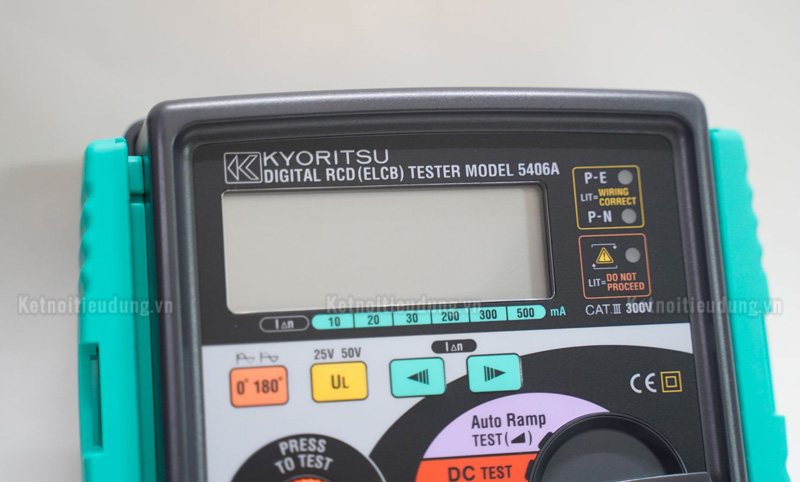 KYORITSU
DIGITAL RCD (ELCB) TESTER MODEL 5406A
P-E
LIT= WIRING CORRECT
P-N
LIT= DO NOT PROCEED
CAT.III 300V
Ketnoitieudung.vn Ketnoitieudung.vn Ketnoitieudung.vn
I△n 10 20 30 200 300 500 mA
I△n
25V 50V
0° 180° UL
CE
Auto Ramp
TEST(◢)
DC TEST
PRESS
TO TEST